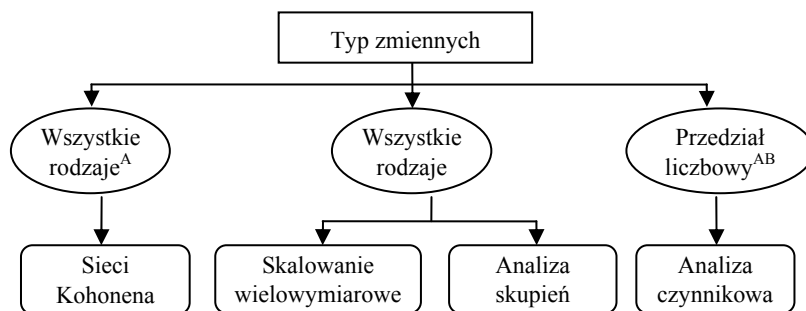 Typ zmiennych
Wszystkie
rodzajeᴬ
Wszystkie
rodzaje
Przedział
liczbowyᴬᴮ
Sieci
Kohonena
Skalowanie
wielowymiarowe
Analiza
skupień
Analiza
czynnikowa